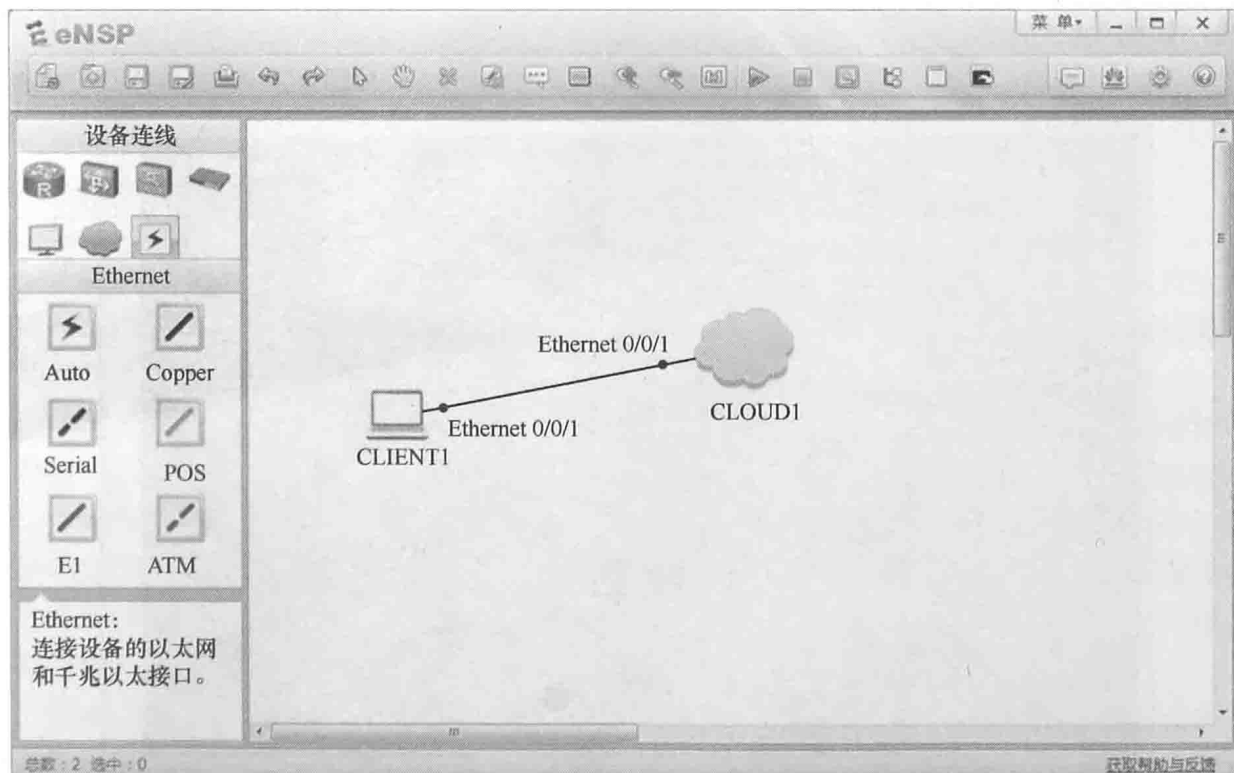 eNSP
菜 单
设备连线
R
Ethernet
Auto
Copper
Serial
POS
E1
ATM
Ethernet:
连接设备的以太网
和千兆以太接口。
Ethernet 0/0/1
CLOUD1
Ethernet 0/0/1
CLIENT1
总数：2 选中：0
获取帮助与反馈